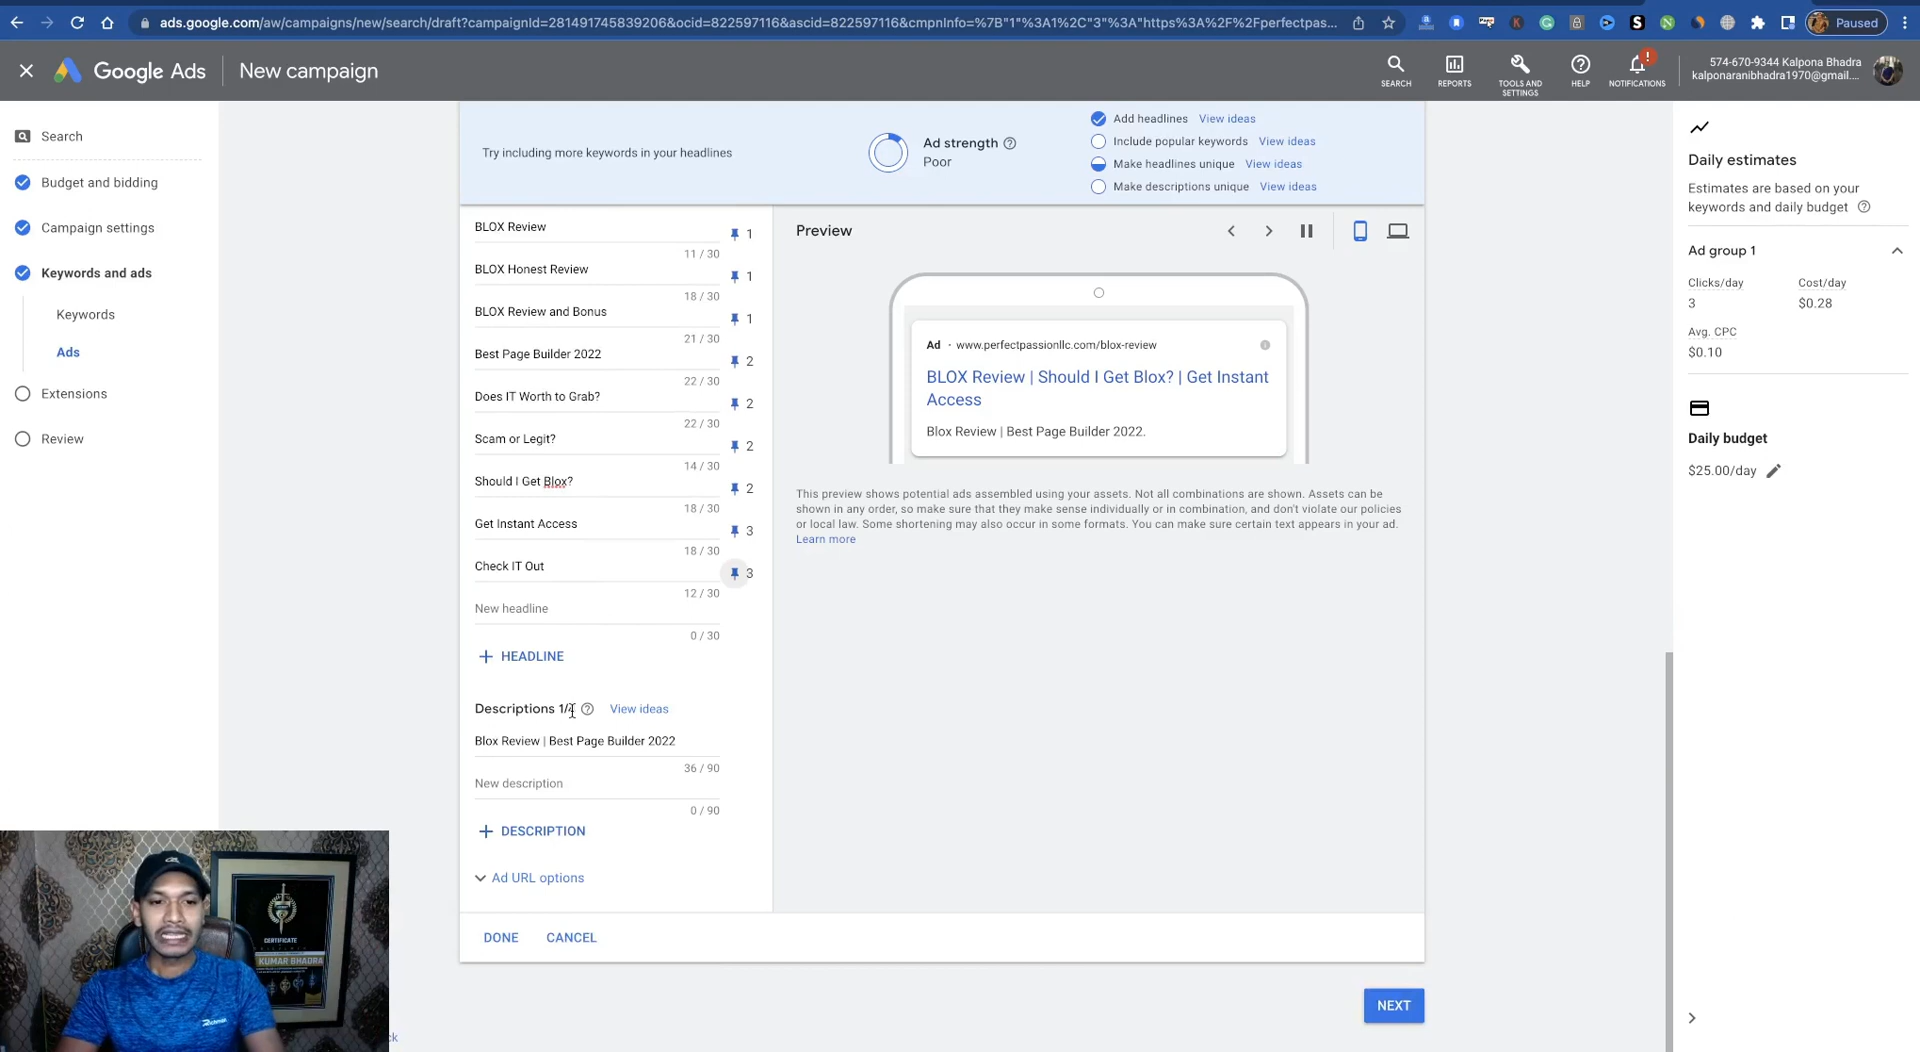 ads.google.com/aw/campaigns/new/search/draft?campaignId=281491745839206&ocid=822597116&ascid=822597116&cmpnInfo=%7B"1"%3A1%2C"3"%3A"https%3A%2F%2Fperfectpas...
Paused
Google Ads
New campaign
SEARCH
REPORTS
TOOLS AND
SETTINGS
HELP
NOTIFICATIONS
574-670-9344 Kalpona Bhadra
kalponaranibhadra1970@gmail....
Search
Budget and bidding
Campaign settings
Keywords and ads
Keywords
Ads
Extensions
Review
Try including more keywords in your headlines
Ad strength
Poor
Add headlines View ideas
Include popular keywords View ideas
Make headlines unique View ideas
Make descriptions unique View ideas
BLOX Review
1
11 / 30
BLOX Honest Review
1
18 / 30
BLOX Review and Bonus
1
21 / 30
Best Page Builder 2022
2
22 / 30
Does IT Worth to Grab?
2
22 / 30
Scam or Legit?
2
14 / 30
Should I Get Blox?
2
18 / 30
Get Instant Access
3
18 / 30
Check IT Out
3
12 / 30
New headline
0 / 30
+ HEADLINE
Descriptions 1/4 View ideas
Blox Review | Best Page Builder 2022
36 / 90
New description
0 / 90
+ DESCRIPTION
Ad URL options
DONE CANCEL
NEXT
Preview
Ad · www.perfectpassionllc.com/blox-review
BLOX Review | Should I Get Blox? | Get Instant
Access
Blox Review | Best Page Builder 2022.
This preview shows potential ads assembled using your assets. Not all combinations are shown. Assets can be
shown in any order, so make sure that they make sense individually or in combination, and don't violate our policies
or local law. Some shortening may also occur in some formats. You can make sure certain text appears in your ad.
Learn more
Daily estimates
Estimates are based on your
keywords and daily budget
Ad group 1
Clicks/day Cost/day
3 $0.28
Avg. CPC
$0.10
Daily budget
$25.00/day
CERTIFICATE
KUMAR BHADRA